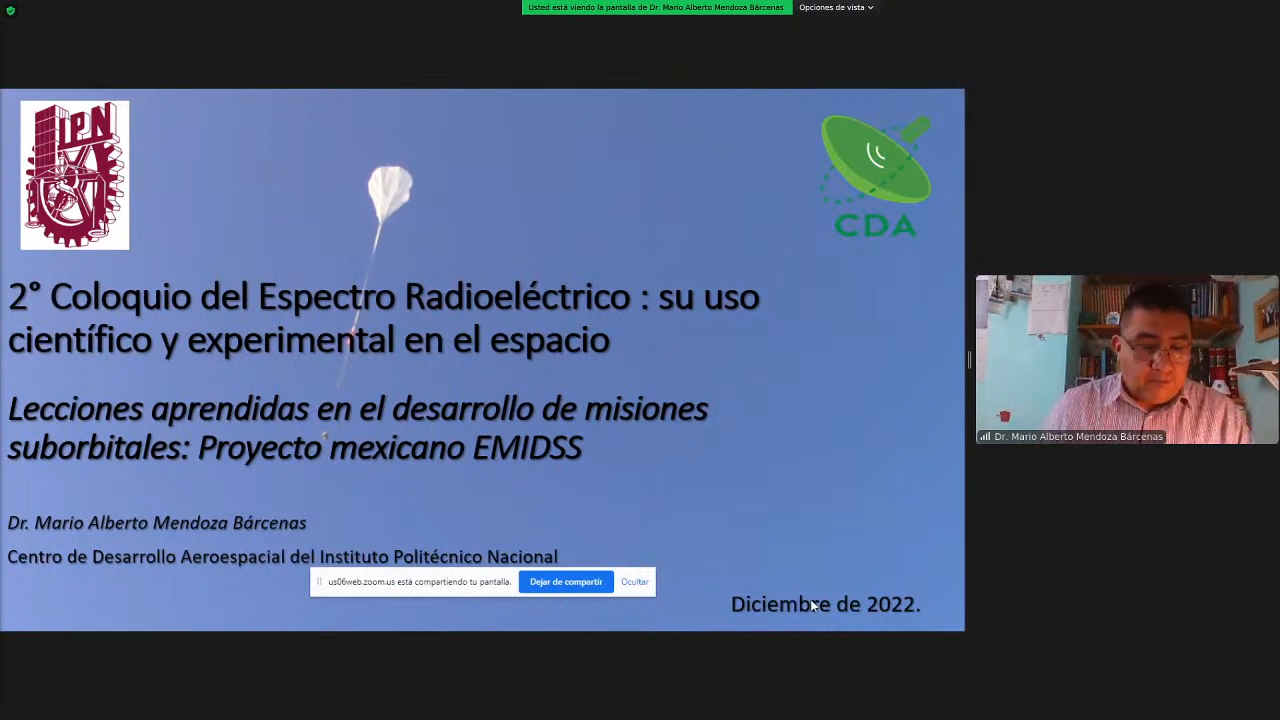 Usted está viendo la pantalla de Dr. Mario Alberto Mendoza Bárcenas
Opciones de vista
IPN
CDA
2° Coloquio del Espectro Radioeléctrico : su uso
científico y experimental en el espacio
Lecciones aprendidas en el desarrollo de misiones
suborbitales: Proyecto mexicano EMIDSS
Dr. Mario Alberto Mendoza Bárcenas
Dr. Mario Alberto Mendoza Bárcenas
Centro de Desarrollo Aeroespacial del Instituto Politécnico Nacional
us06web.zoom.us está compartiendo tu pantalla.
Dejar de compartir
Ocultar
Diciembre de 2022.